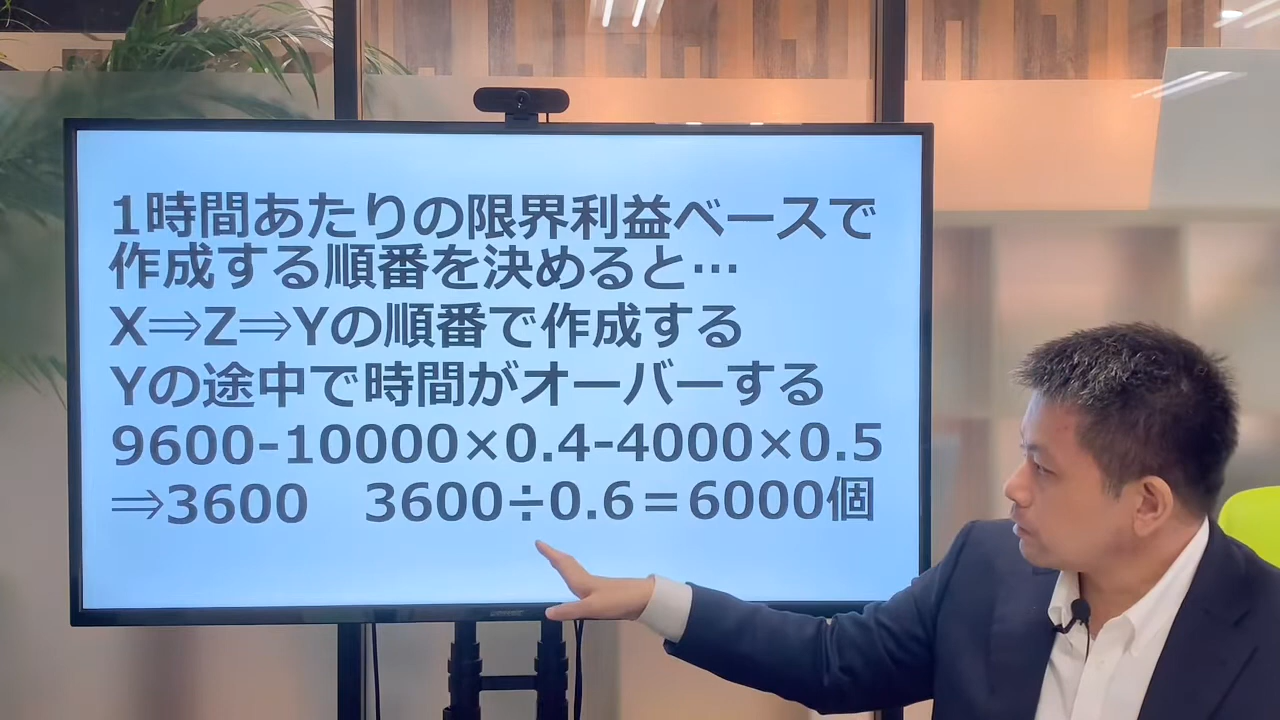 1時間あたりの限界利益ベースで
作成する順番を決めると…
X⇒Z⇒Yの順番で作成する
Yの途中で時間がオーバーする
9600-10000×0.4-4000×0.5
⇒3600　3600÷0.6＝6000個